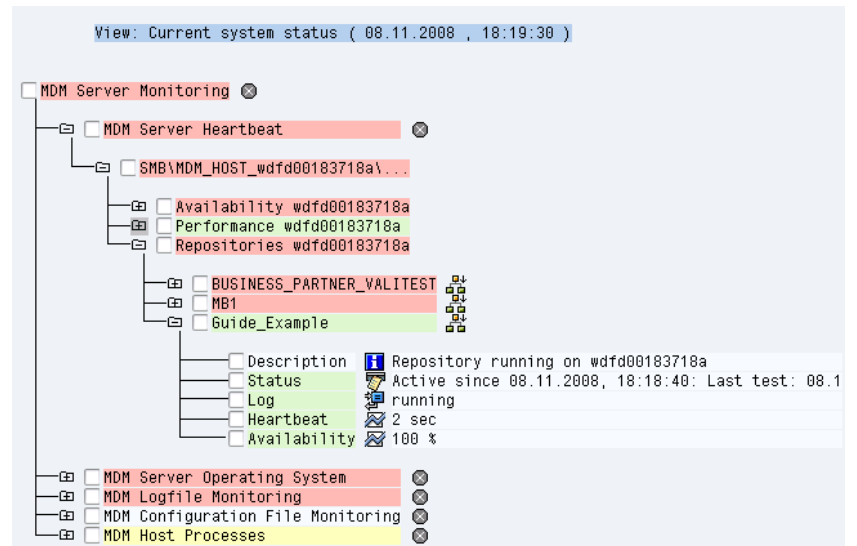 View: Current system status ( 08.11.2008 , 18:19:30 )
MDM Server Monitoring
MDM Server Heartbeat
SMB\MDM_HOST_wdfd00183718a\...
Availability wdfd00183718a
Performance wdfd00183718a
Repositories wdfd00183718a
BUSINESS_PARTNER_VALITEST
MB1
Guide_Example
Description Repository running on wdfd00183718a
Status Active since 08.11.2008, 18:18:40: Last test: 08.1
Log running
Heartbeat 2 sec
Availability 100 %
MDM Server Operating System
MDM Logfile Monitoring
MDM Configuration File Monitoring
MDM Host Processes